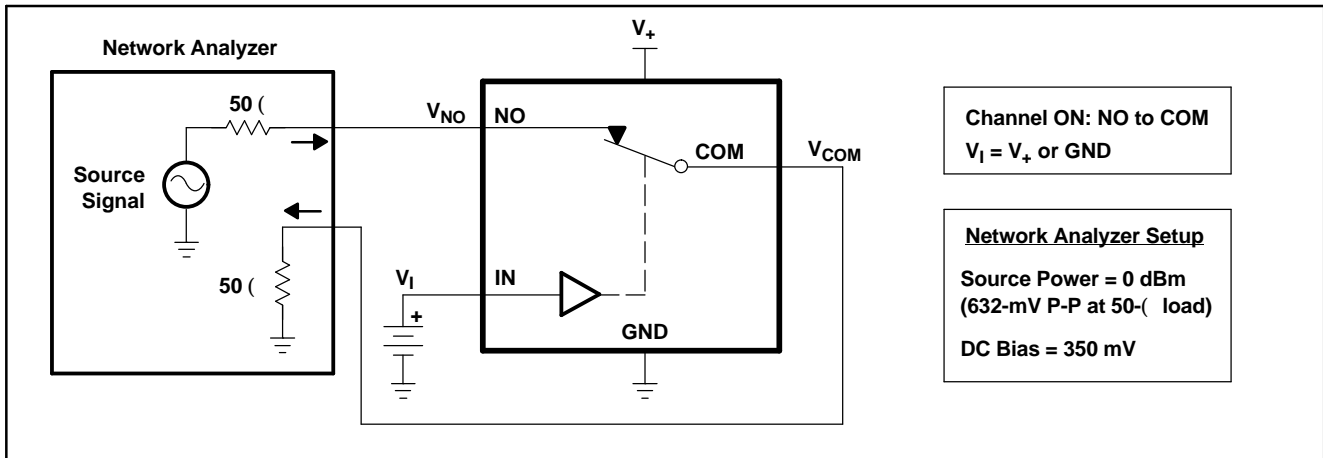 Network Analyzer
50 (
Source
Signal
50 (
V+
VNO
NO
COM
VCOM
VI
IN
+
GND
Channel ON: NO to COM
VI = V+ or GND
Network Analyzer Setup
Source Power = 0 dBm
(632-mV P-P at 50-( load)
DC Bias = 350 mV